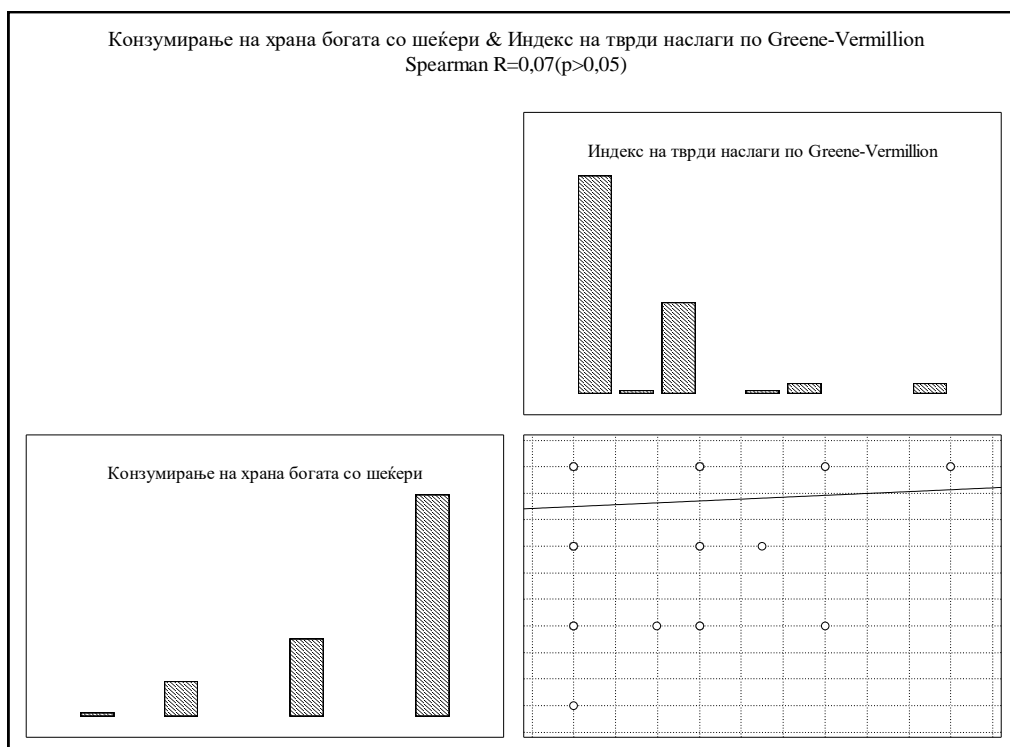 Конзумирање на храна богата со шеќери & Индекс на тврди наслаги по Greene-Vermillion
Spearman R=0,07(p>0,05)
Индекс на тврди наслаги по Greene-Vermillion
Конзумирање на храна богата со шеќери